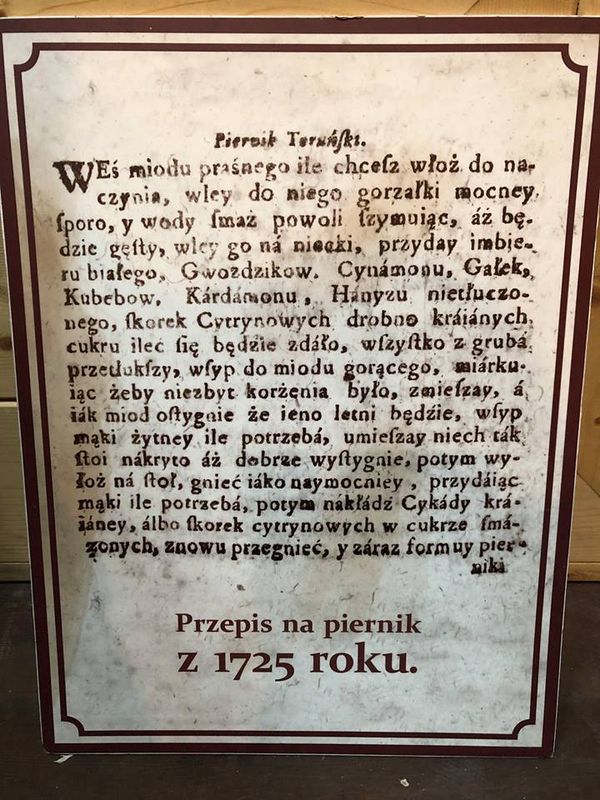 Piernik Toruńſki.
WEś miodu praśnego ile chceſz włoż do na-
czynia, wley do niego gorzałki mocney
ſporo, y wody ſmaż powoli ſzymuiąc, áż bę-
dzie gęſty, wley go ná niecki, przyday imbie-
ru białego, Gwozdzikow. Cynámonu, Gałek,
Kubebow, Kárdámonu, Hányzu nietłuczo-
nego, ſkorek Cytrynowych drobno kráiánych,
cukru ileć ſię będzie zdáło, wſzyſtko z grubá
przetłukſzy, wſyp do miodu gorącego, miárku-
iąc żeby niezbyt korżenia było, zmieſzay, á
iák miod oſtygnie że ieno letni będzie, wſyp
mąki żytney ile potrzebá, umieſzay niech ták
ſtoi nákryto áż dobrze wyſtygnie, potym wy-
łoż ná ſtoł, gnieć iáko naymocniey, przydáiąc
mąki ile potrzebá, potym nákłádź Cykády krá-
iáney, álbo ſkorek cytrynowych w cukrze ſmá-
żonych, znowu przegnieć, y záraz formuy pier-
niki
Przepis na piernik
z 1725 roku.